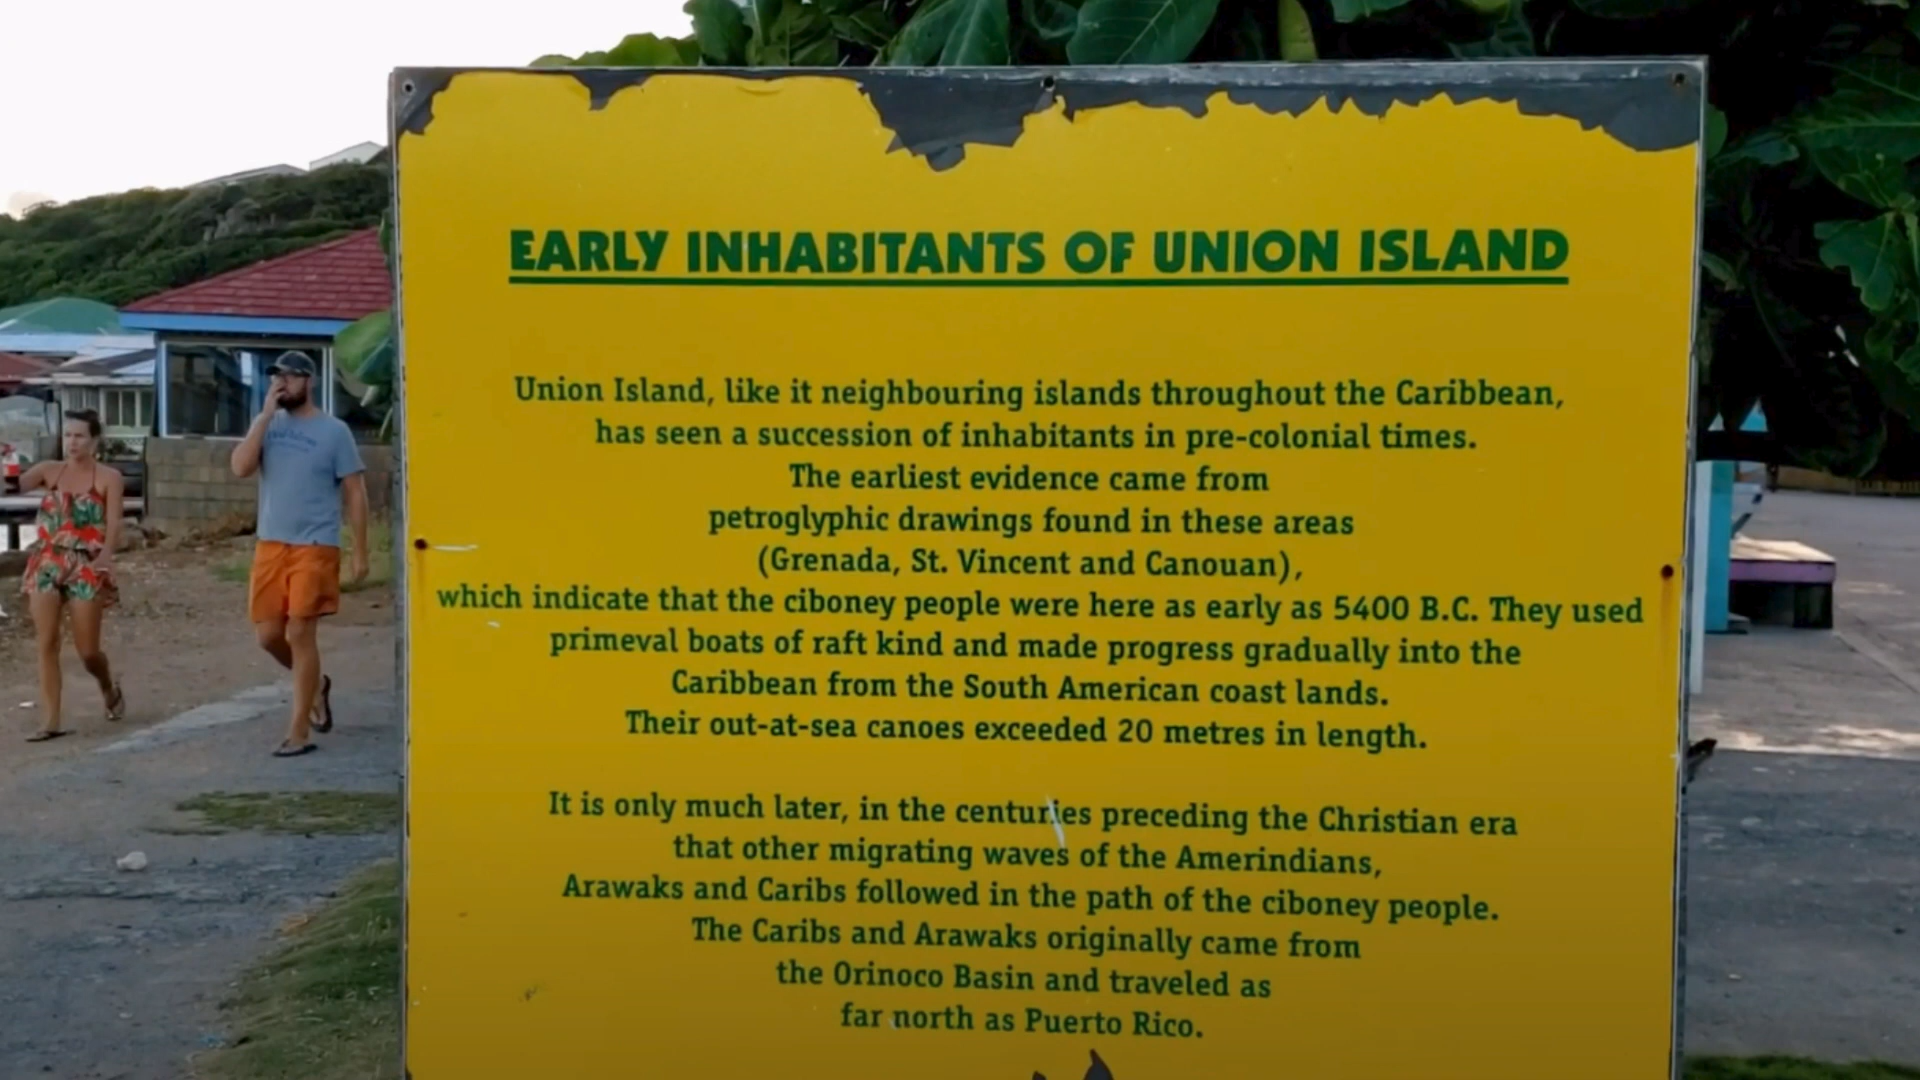 EARLY INHABITANTS OF UNION ISLAND
Union Island, like it neighbouring islands throughout the Caribbean,
has seen a succession of inhabitants in pre-colonial times.
The earliest evidence came from
petroglyphic drawings found in these areas
(Grenada, St. Vincent and Canouan),
which indicate that the ciboney people were here as early as 5400 B.C. They used
primeval boats of raft kind and made progress gradually into the
Caribbean from the South American coast lands.
Their out-at-sea canoes exceeded 20 metres in length.
It is only much later, in the centuries preceding the Christian era
that other migrating waves of the Amerindians,
Arawaks and Caribs followed in the path of the ciboney people.
The Caribs and Arawaks originally came from
the Orinoco Basin and traveled as
far north as Puerto Rico.